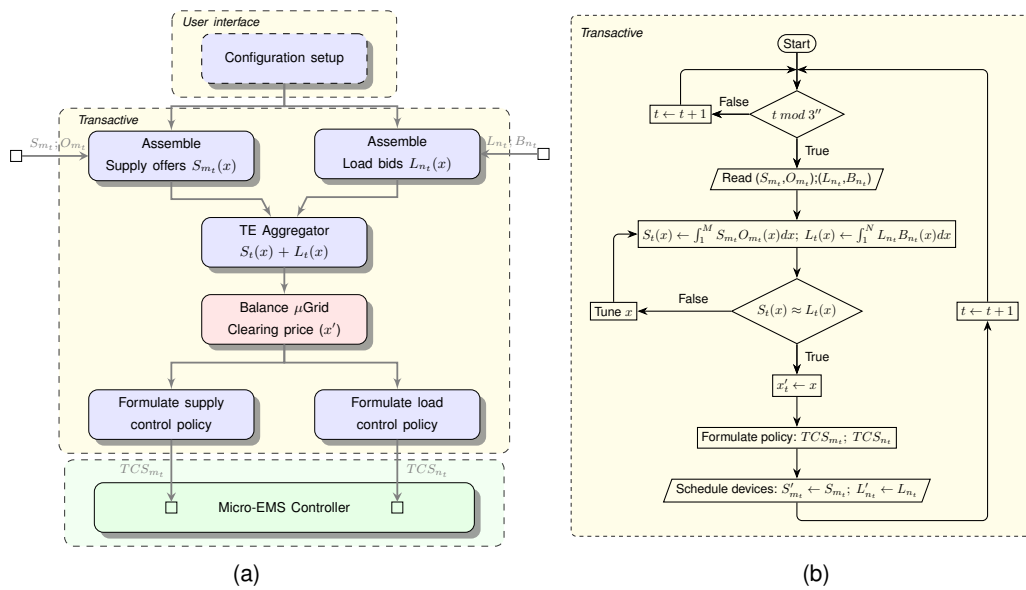 User interface
Configuration setup
Transactive
S_{m_t}; O_{m_t}
Assemble
Supply offers S_{m_t}(x)
Assemble
Load bids L_{n_t}(x)
L_{n_t}, B_{n_t}
TE Aggregator
S_t(x) + L_t(x)
Balance μGrid
Clearing price (x′)
Formulate supply
control policy
Formulate load
control policy
TCS_{m_t}
TCS_{n_t}
Micro-EMS Controller
(a)
Transactive
Start
t ← t + 1
False
t mod 3″
True
Read (S_{m_t},O_{m_t});(L_{n_t},B_{n_t})
S_t(x) ← ∫_1^M S_{m_t}O_{m_t}(x)dx; L_t(x) ← ∫_1^N L_{n_t}B_{n_t}(x)dx
Tune x
False
S_t(x) ≈ L_t(x)
t ← t + 1
True
x′_t ← x
Formulate policy: TCS_{m_t}; TCS_{n_t}
Schedule devices: S′_{m_t} ← S_{m_t}; L′_{n_t} ← L_{n_t}
(b)